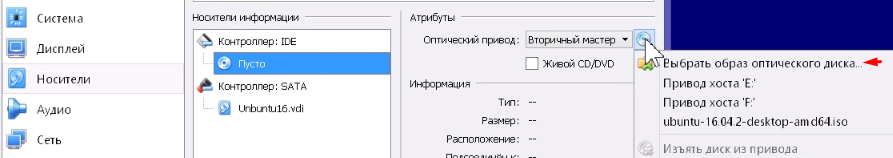 Система
Дисплей
Носители
Аудио
Сеть
Носители информации
Контроллер: IDE
Пусто
Контроллер: SATA
Unbuntu16.vdi
Атрибуты
Оптический привод: Вторичный мастер
Живой CD/DVD
Информация
Тип: --
Размер: --
Расположение: --
Подсоединён к: --
Выбрать образ оптического диска...
Привод хоста 'E:'
Привод хоста 'F:'
ubuntu-16.04.2-desktop-amd64.iso
Изъять диск из привода